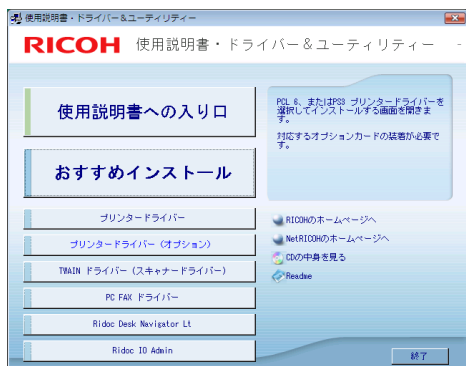 使用説明書・ドライバー&ユーティリティー
RICOH 使用説明書・ドライバー&ユーティリティー -
使用説明書への入り口
おすすめインストール
PCL 6、またはPS3 プリンタードライバーを
選択してインストールする画面を開きま
す。
対応するオプションカードの装着が必要で
す。
プリンタードライバー
プリンタードライバー (オプション)
TWAIN ドライバー (スキャナードライバー)
PC FAX ドライバー
Ridoc Desk Navigator Lt
Ridoc IO Admin
RICOHのホームページへ
NetRICOHのホームページへ
CDの中身を見る
Readme
終了